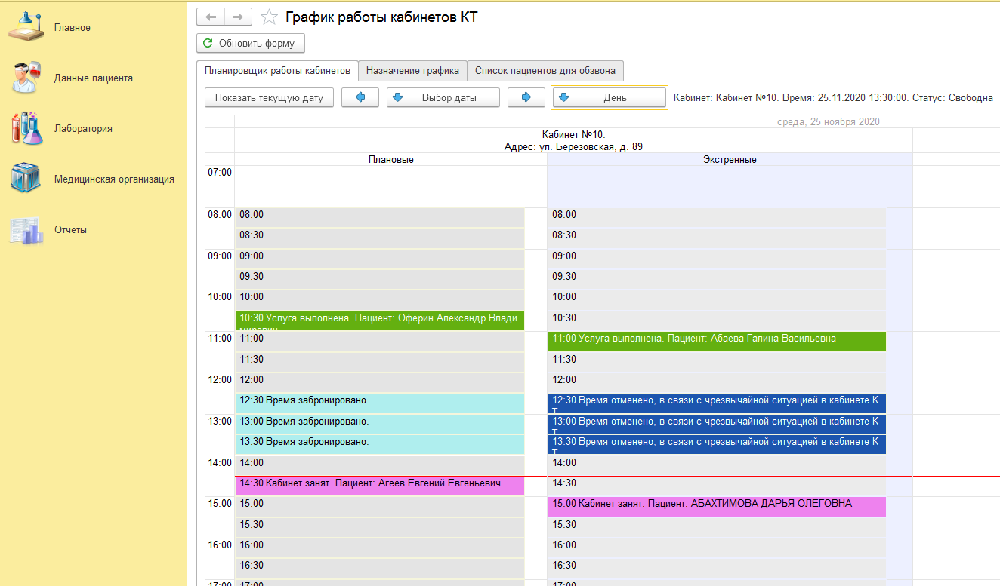 Главное
Данные пациента
Лаборатория
Медицинская организация
Отчеты
График работы кабинетов КТ
Обновить форму
Планировщик работы кабинетов
Назначение графика
Список пациентов для обзвона
Показать текущую дату
Выбор даты
День
Кабинет: Кабинет №10. Время: 25.11.2020 13:30:00. Статус: Свободна
среда, 25 ноября 2020
Кабинет №10.
Адрес: ул. Березовская, д. 89
Плановые
Экстренные
07:00
08:00 08:00 08:00
08:30 08:30
09:00 09:00 09:00
09:30 09:30
10:00 10:00 10:00
10:30 Услуга выполнена. Пациент: Оферин Александр Влади
мирович
10:30
11:00 11:00
11:00 Услуга выполнена. Пациент: Абаева Галина Васильевна
11:30 11:30
12:00 12:00 12:00
12:30 Время забронировано.
12:30 Время отменено, в связи с чрезвычайной ситуацией в кабинете К
Т
13:00
13:00 Время забронировано.
13:00 Время отменено, в связи с чрезвычайной ситуацией в кабинете К
Т
13:30 Время забронировано.
13:30 Время отменено, в связи с чрезвычайной ситуацией в кабинете К
Т
14:00 14:00 14:00
14:30 Кабинет занят. Пациент: Агеев Евгений Евгеньевич
14:30
15:00 15:00
15:00 Кабинет занят. Пациент: АБАХТИМОВА ДАРЬЯ ОЛЕГОВНА
15:30 15:30
16:00 16:00 16:00
16:30 16:30
17:00 17:00 17:00